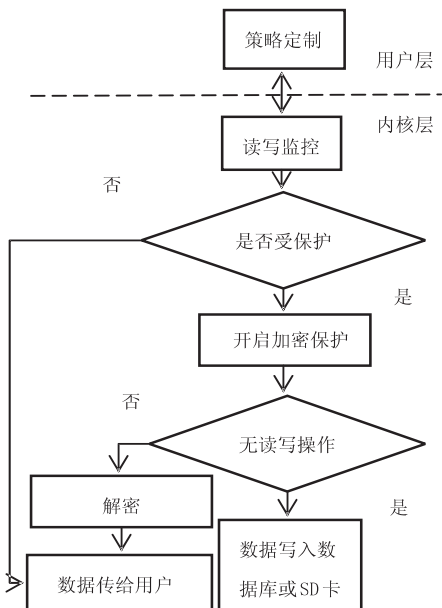 策略定制
用户层
内核层
读写监控
否
是否受保护
是
开启加密保护
否
无读写操作
解密
是
数据写入数
据库或SD卡
数据传给用户